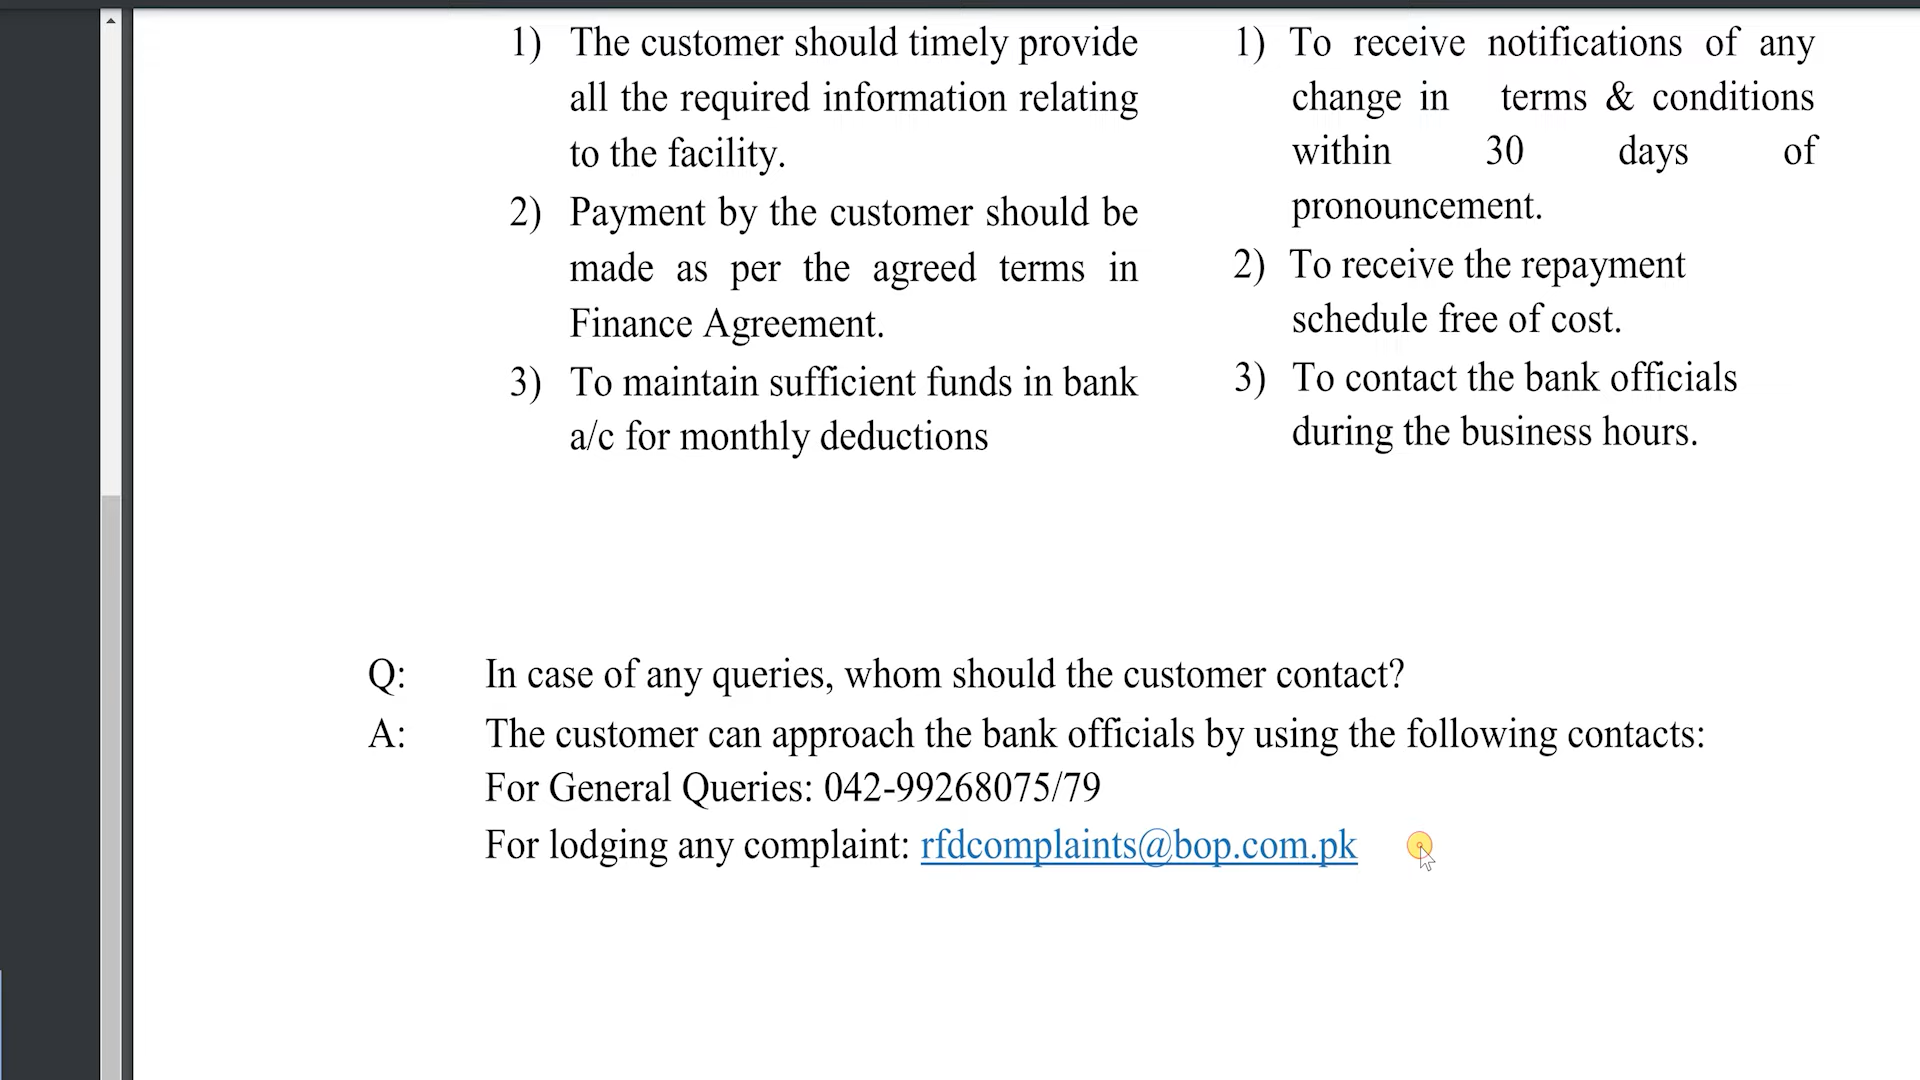 1) The customer should timely provide
all the required information relating
to the facility.
2) Payment by the customer should be
made as per the agreed terms in
Finance Agreement.
3) To maintain sufficient funds in bank
a/c for monthly deductions
1) To receive notifications of any
change in terms & conditions
within 30 days of
pronouncement.
2) To receive the repayment
schedule free of cost.
3) To contact the bank officials
during the business hours.
Q: In case of any queries, whom should the customer contact?
A: The customer can approach the bank officials by using the following contacts:
For General Queries: 042-99268075/79
For lodging any complaint: rfdcomplaints@bop.com.pk